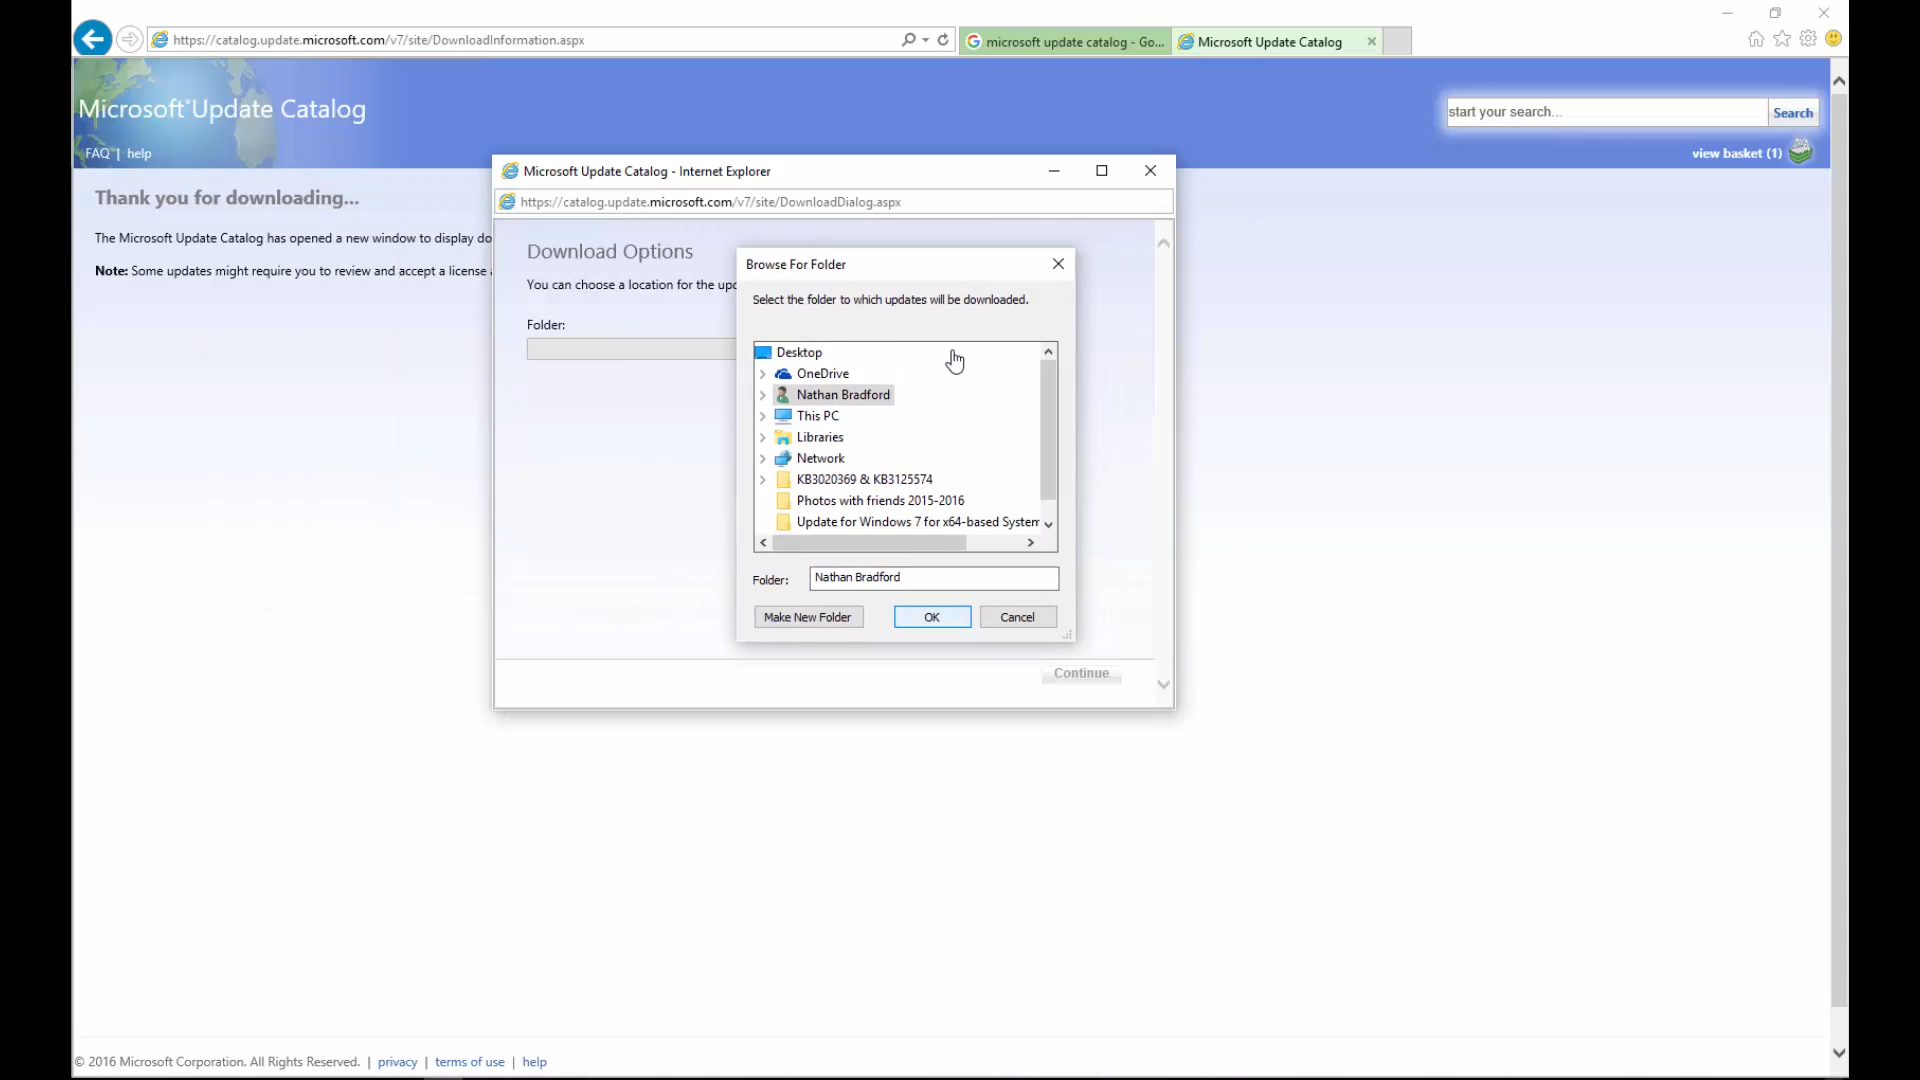 https://catalog.update.microsoft.com/v7/site/DownloadInformation.aspx
microsoft update catalog - Go...
Microsoft Update Catalog
Microsoft® Update Catalog
start your search...
Search
FAQ | help
view basket (1)
Thank you for downloading...
The Microsoft Update Catalog has opened a new window to display do
Note: Some updates might require you to review and accept a license
Microsoft Update Catalog - Internet Explorer
https://catalog.update.microsoft.com/v7/site/DownloadDialog.aspx
Download Options
You can choose a location for the upd
Folder:
Browse For Folder
Select the folder to which updates will be downloaded.
Desktop
OneDrive
Nathan Bradford
This PC
Libraries
Network
KB3020369 & KB3125574
Photos with friends 2015-2016
Update for Windows 7 for x64-based System
Folder:
Nathan Bradford
Make New Folder
OK
Cancel
Continue
© 2016 Microsoft Corporation. All Rights Reserved. | privacy | terms of use | help